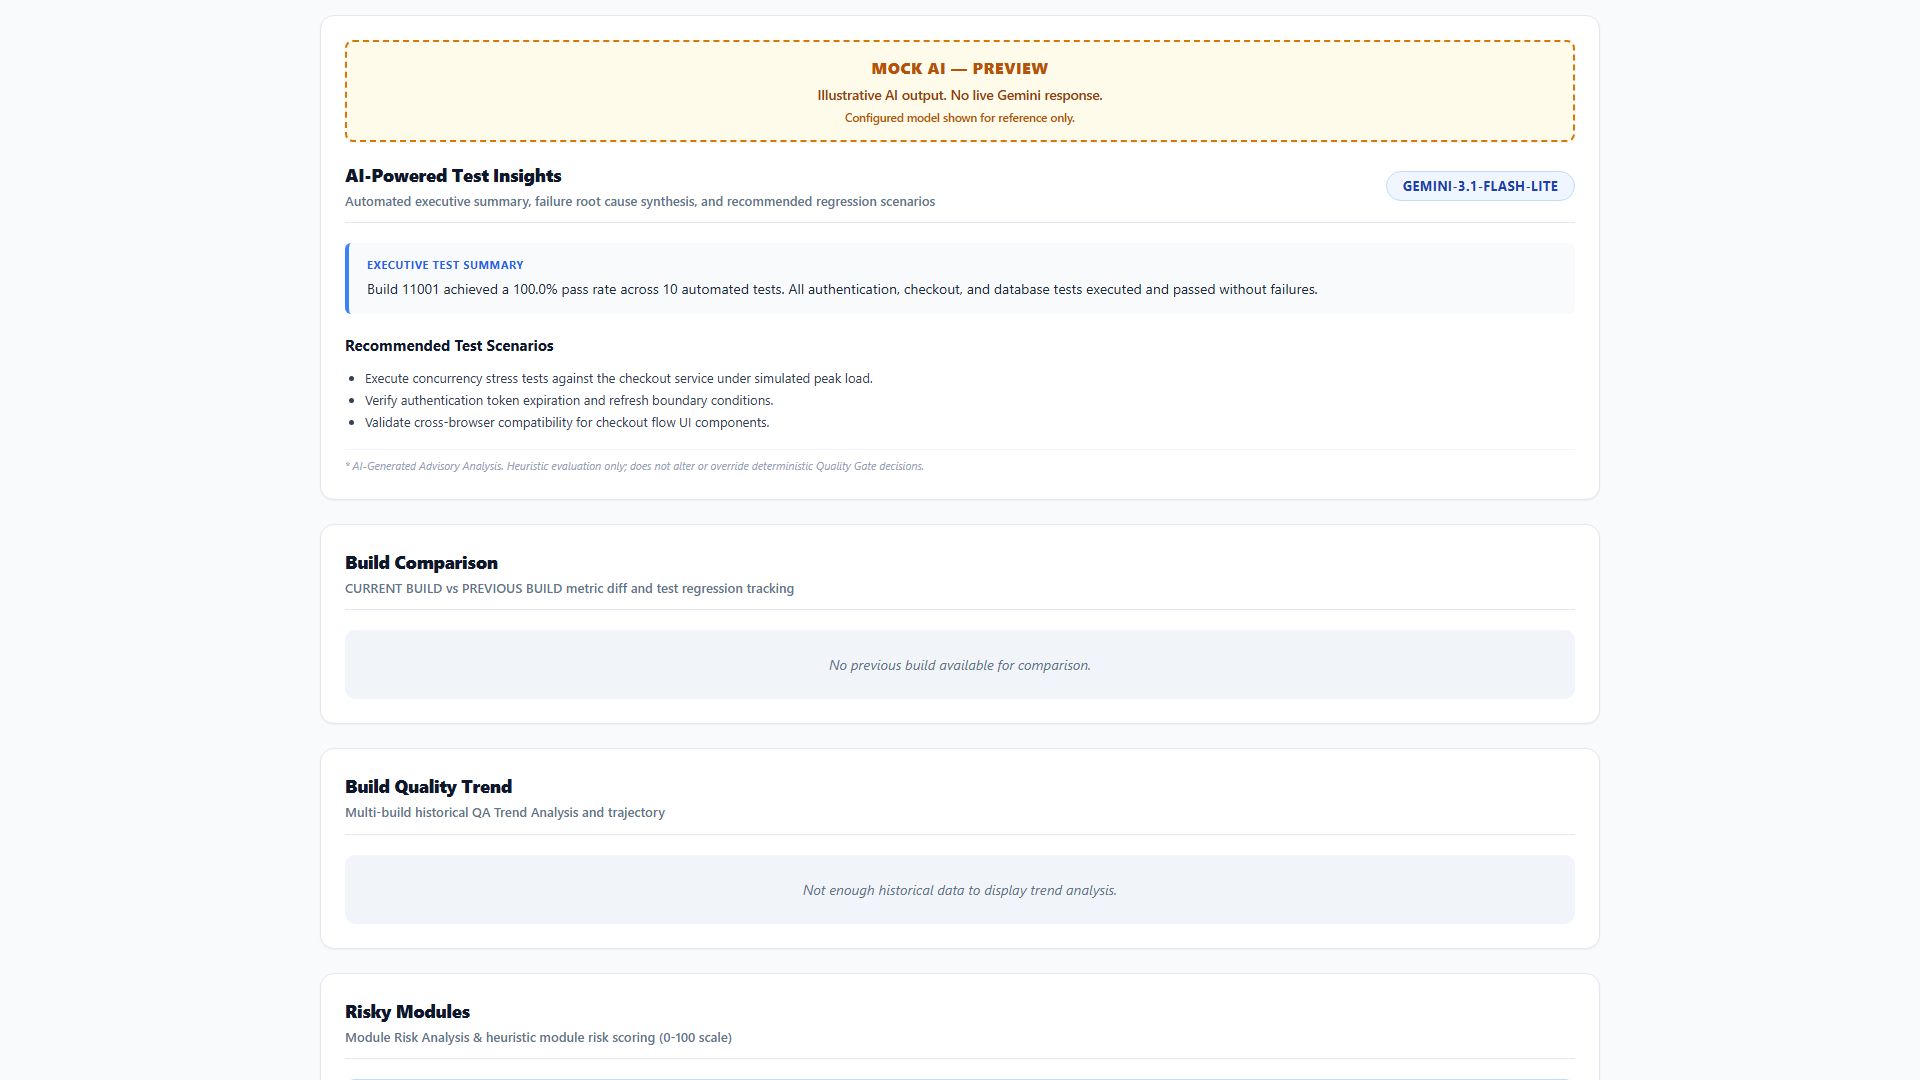 MOCK AI — PREVIEW
Illustrative AI output. No live Gemini response.
Configured model shown for reference only.
AI-Powered Test Insights
Automated executive summary, failure root cause synthesis, and recommended regression scenarios
GEMINI-3.1-FLASH-LITE
EXECUTIVE TEST SUMMARY
Build 11001 achieved a 100.0% pass rate across 10 automated tests. All authentication, checkout, and database tests executed and passed without failures.
Recommended Test Scenarios
• Execute concurrency stress tests against the checkout service under simulated peak load.
• Verify authentication token expiration and refresh boundary conditions.
• Validate cross-browser compatibility for checkout flow UI components.
* AI-Generated Advisory Analysis. Heuristic evaluation only; does not alter or override deterministic Quality Gate decisions.
Build Comparison
CURRENT BUILD vs PREVIOUS BUILD metric diff and test regression tracking
No previous build available for comparison.
Build Quality Trend
Multi-build historical QA Trend Analysis and trajectory
Not enough historical data to display trend analysis.
Risky Modules
Module Risk Analysis & heuristic module risk scoring (0-100 scale)